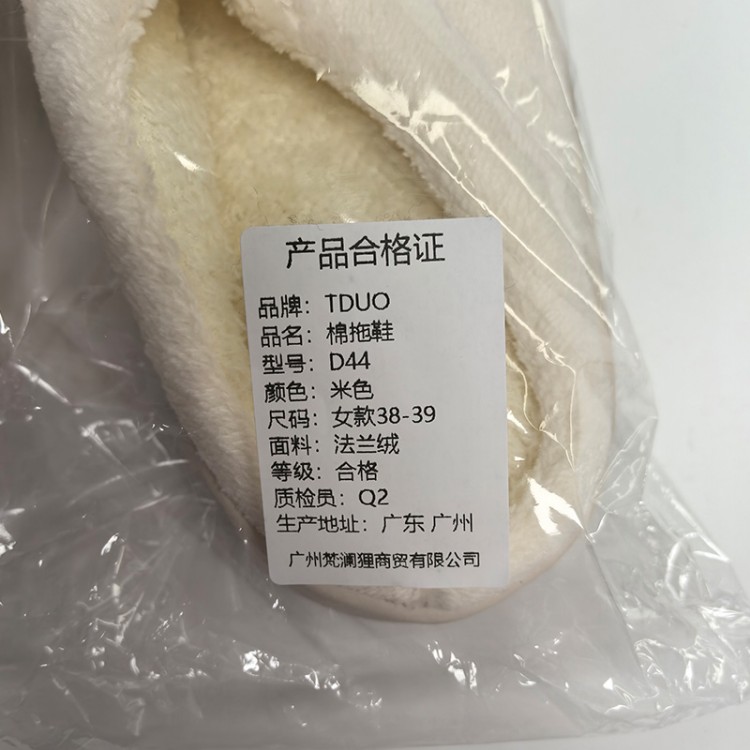 产品合格证
品牌：TDUO
品名：棉拖鞋
型号：D44
颜色：米色
尺码：女款38-39
面料：法兰绒
等级：合格
质检员：Q2
生产地址：广东 广州
广州梵澜狸商贸有限公司